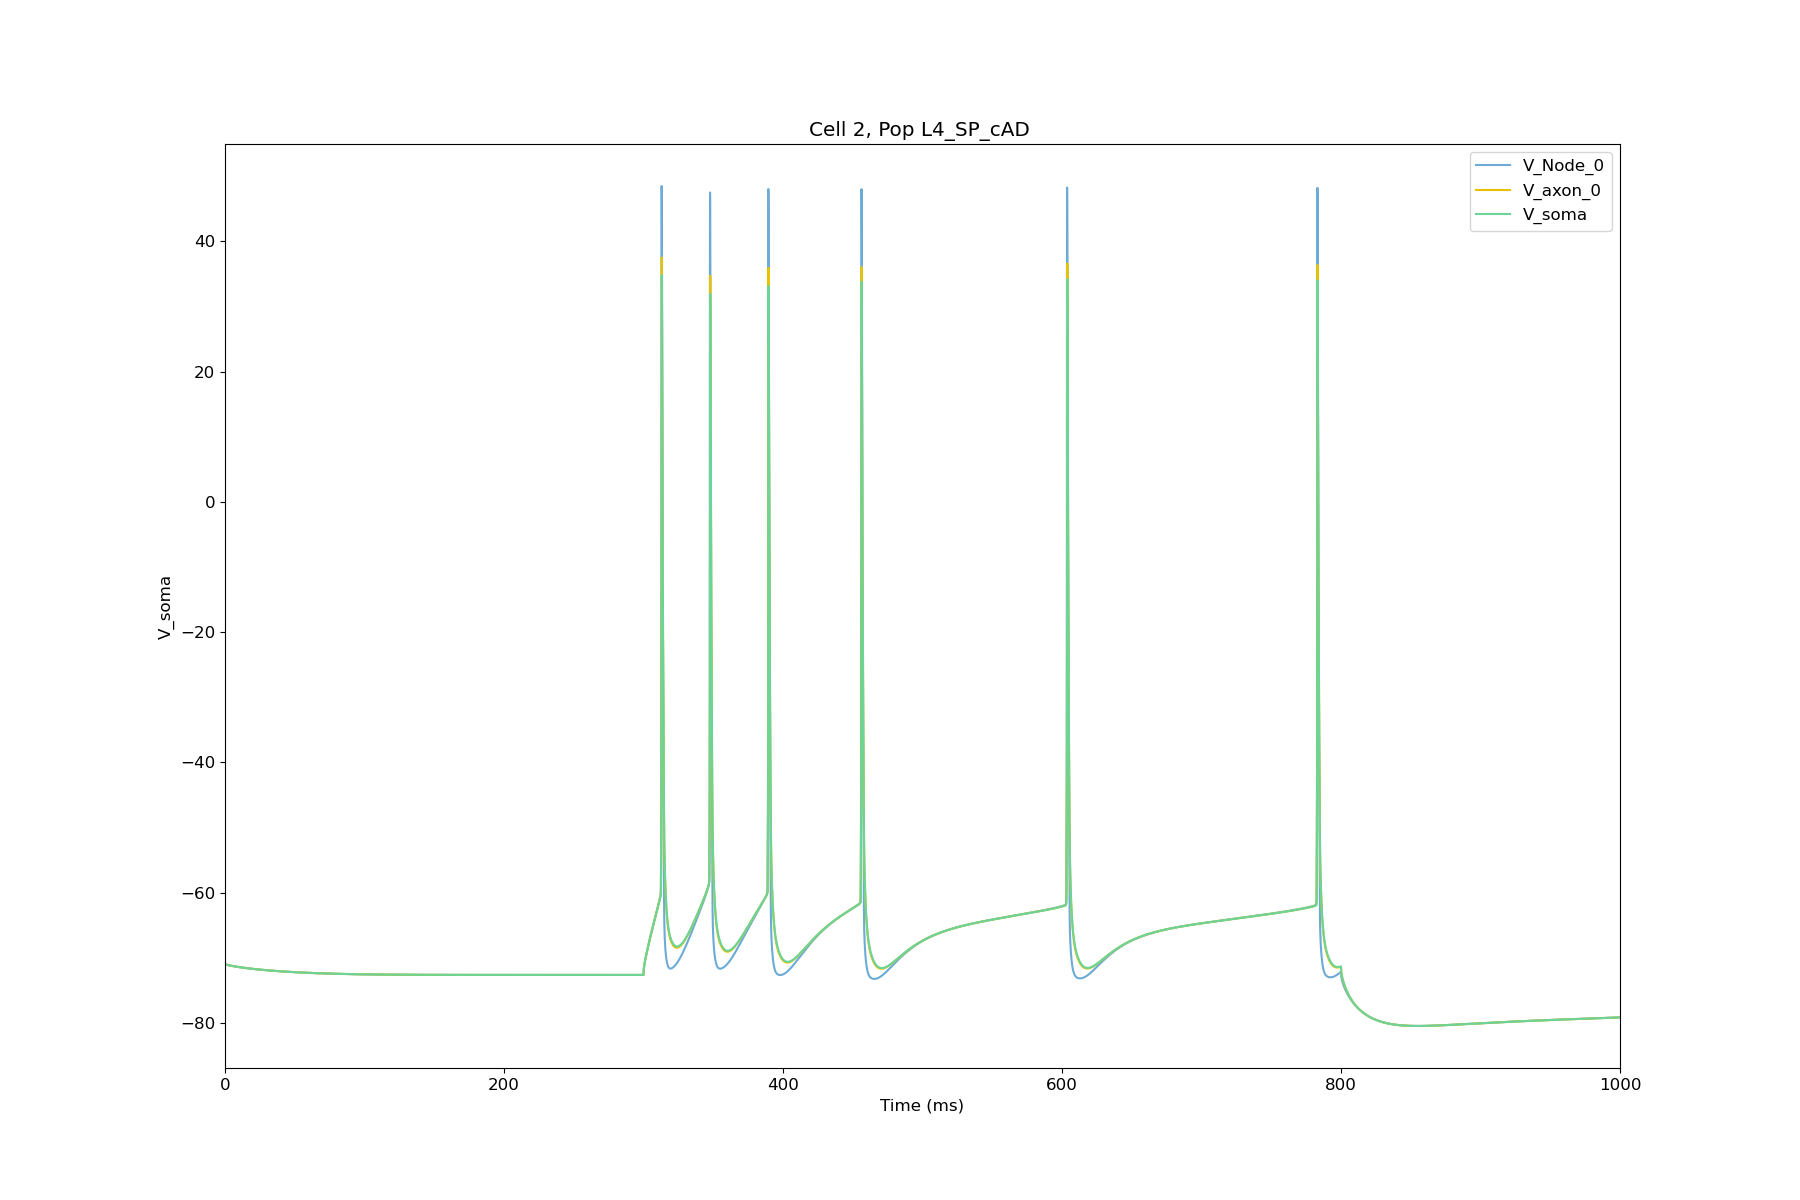 Cell 2, Pop L4_SP_cAD
V_Node_0
V_axon_0
V_soma
40
20
0
−20
−40
−60
−80
V_soma
0 200 400 600 800 1000
Time (ms)